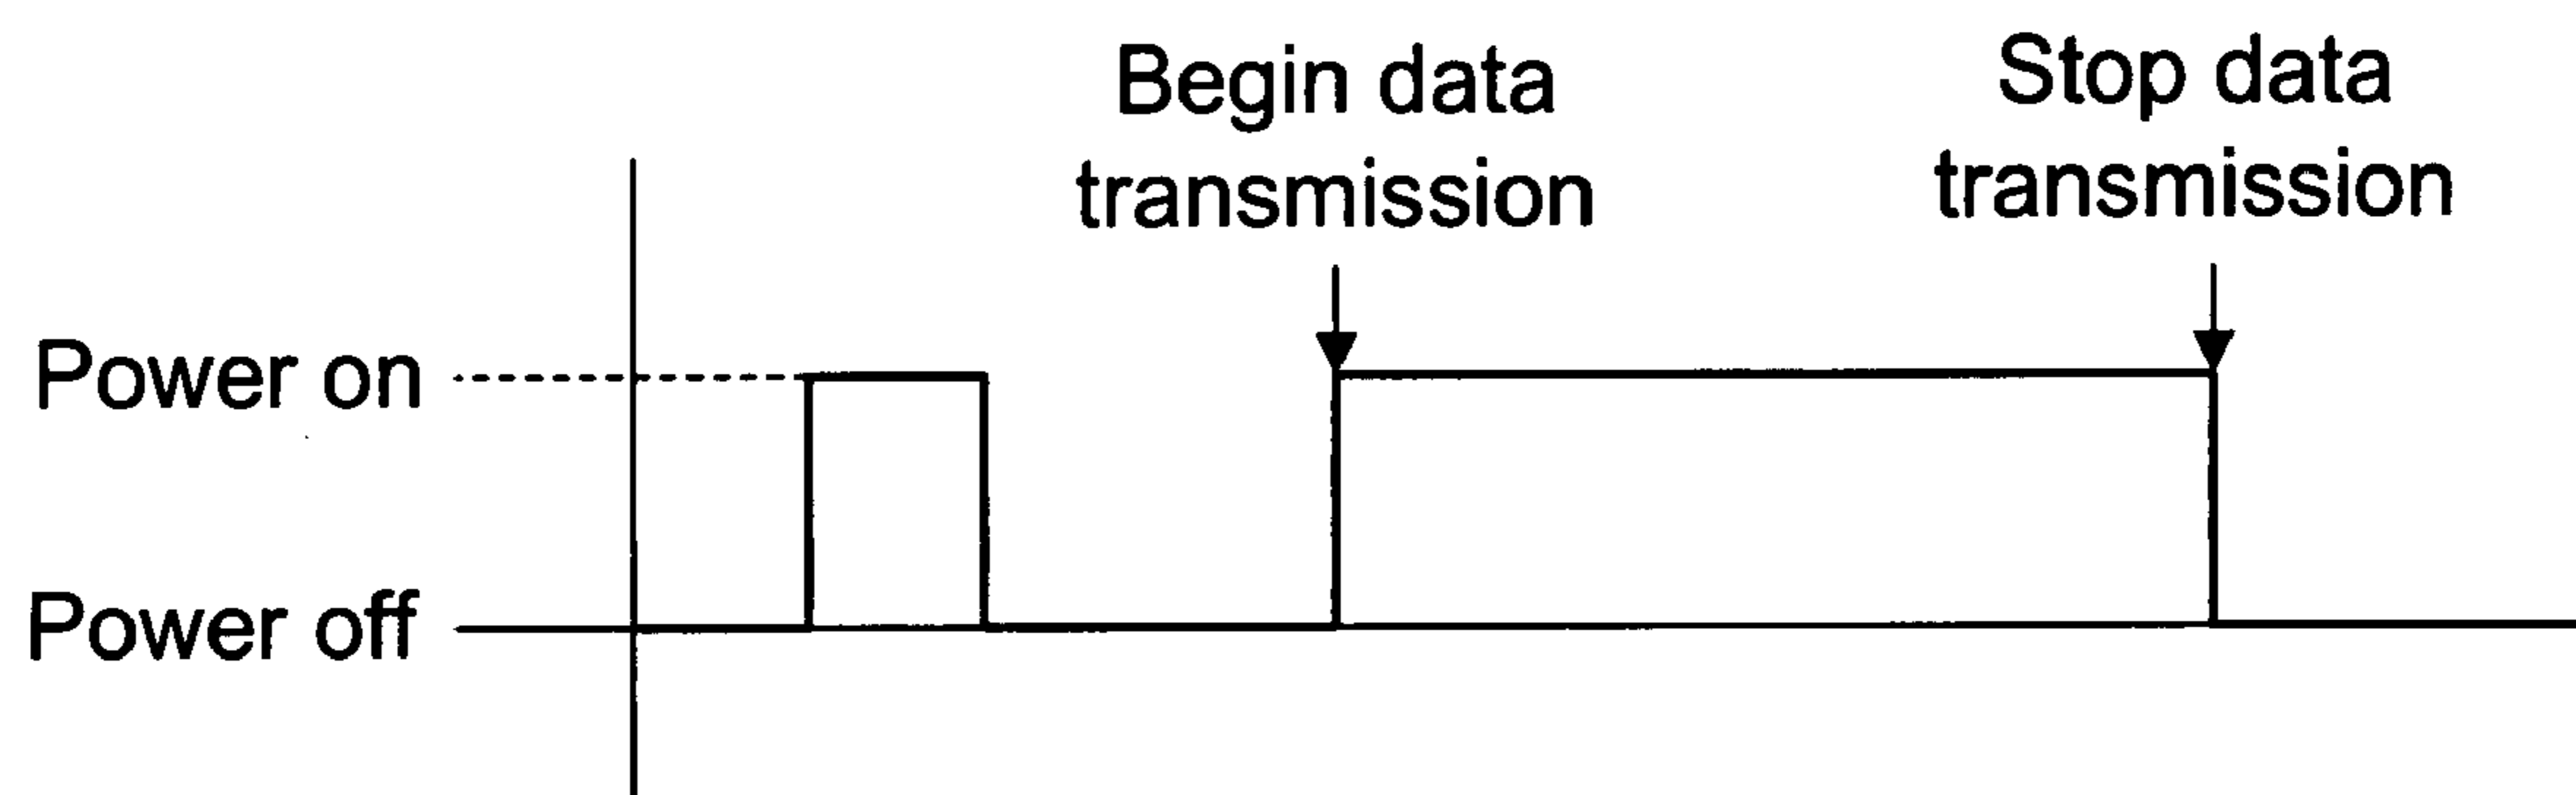 Begin data
transmission
Stop data
transmission
Power on
Power off